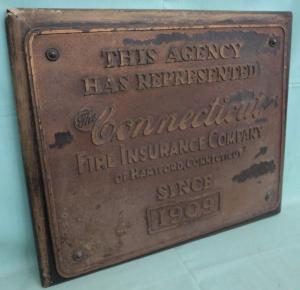 THIS AGENCY
HAS REPRESENTED
The Connecticut
FIRE INSURANCE COMPANY
OF HARTFORD, CONNECTICUT
SINCE
1909